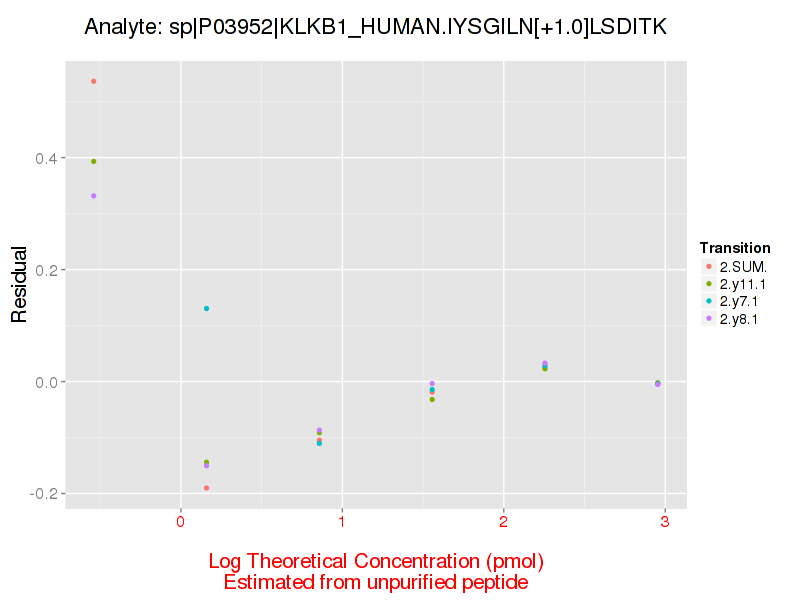 Analyte: sp|P03952|KLKB1_HUMAN.IYSGILN[+1.0]LSDITK
0.4
0.2
0.0
-0.2
Residual
0 1 2 3
Log Theoretical Concentration (pmol)
Estimated from unpurified peptide
Transition
2.SUM.
2.y11.1
2.y7.1
2.y8.1